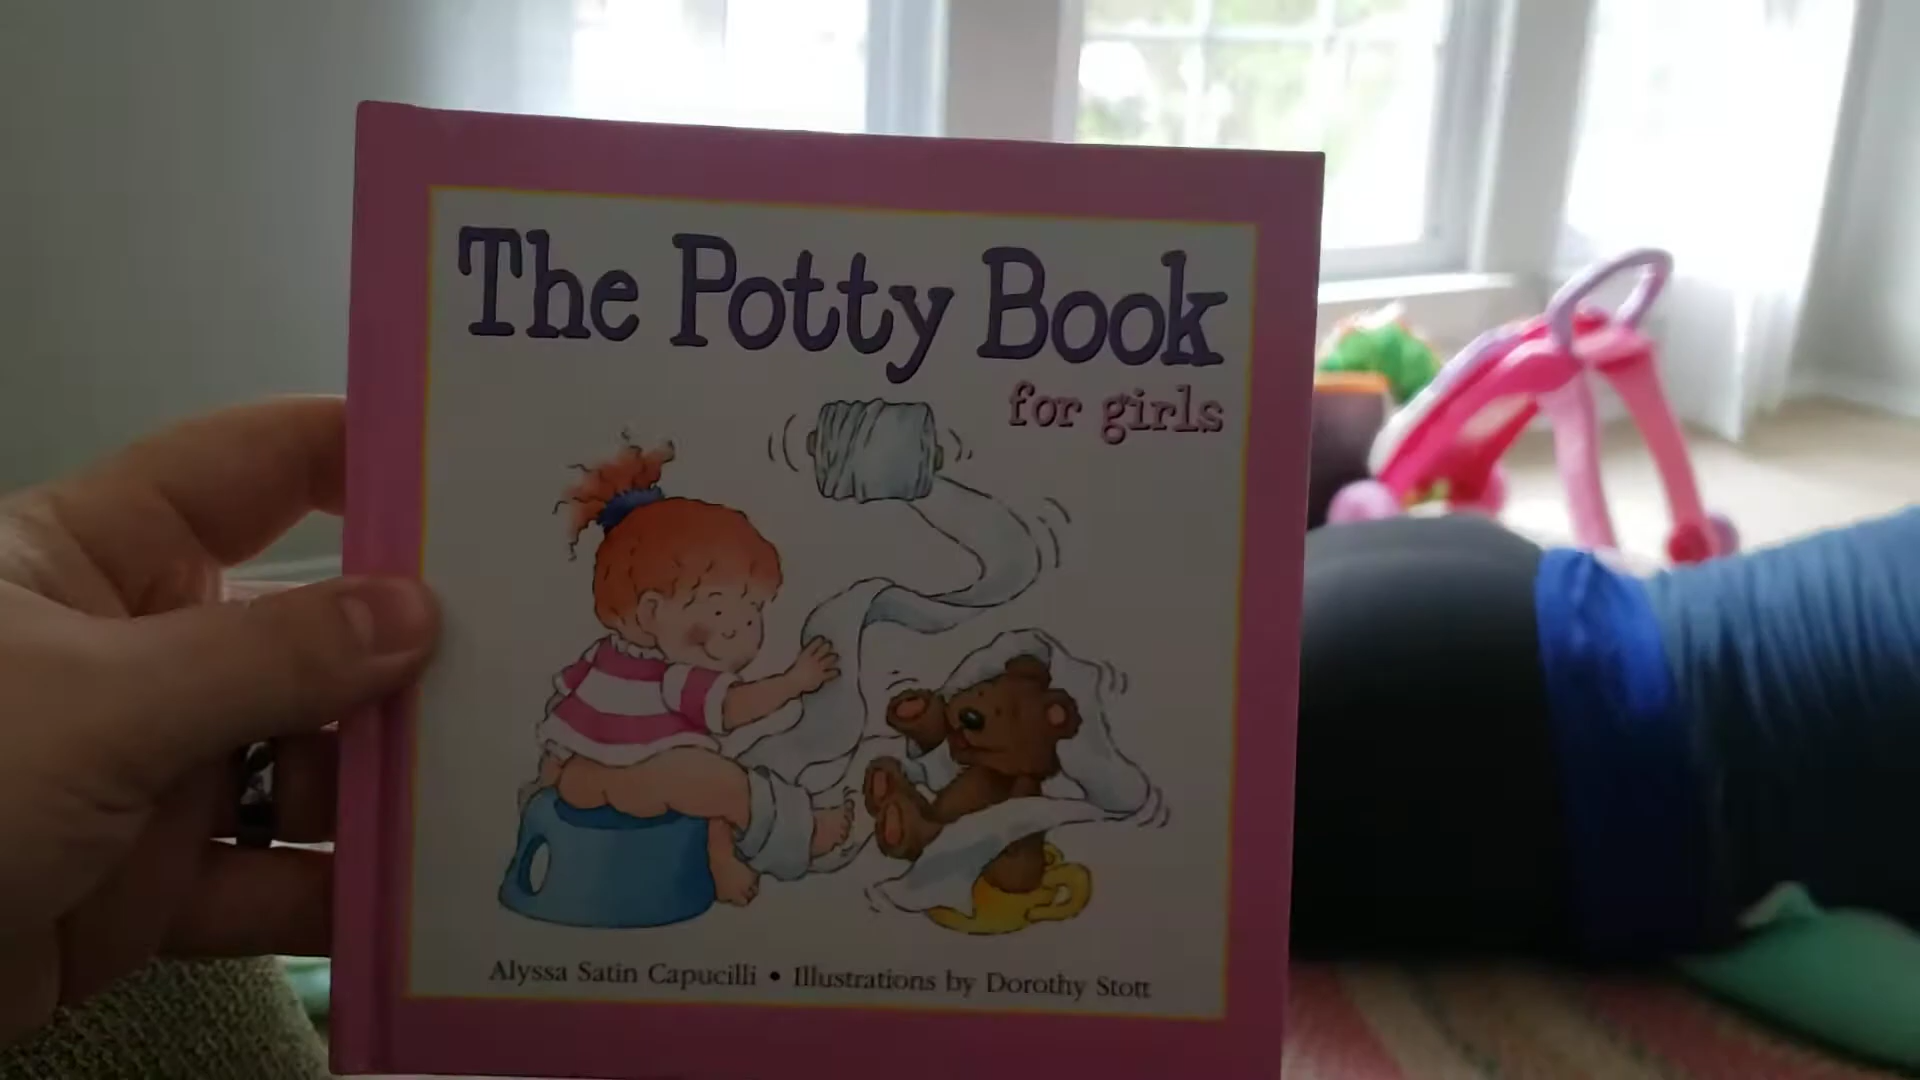 The Potty Book
for girls
Alyssa Satin Capucilli • Illustrations by Dorothy Stott